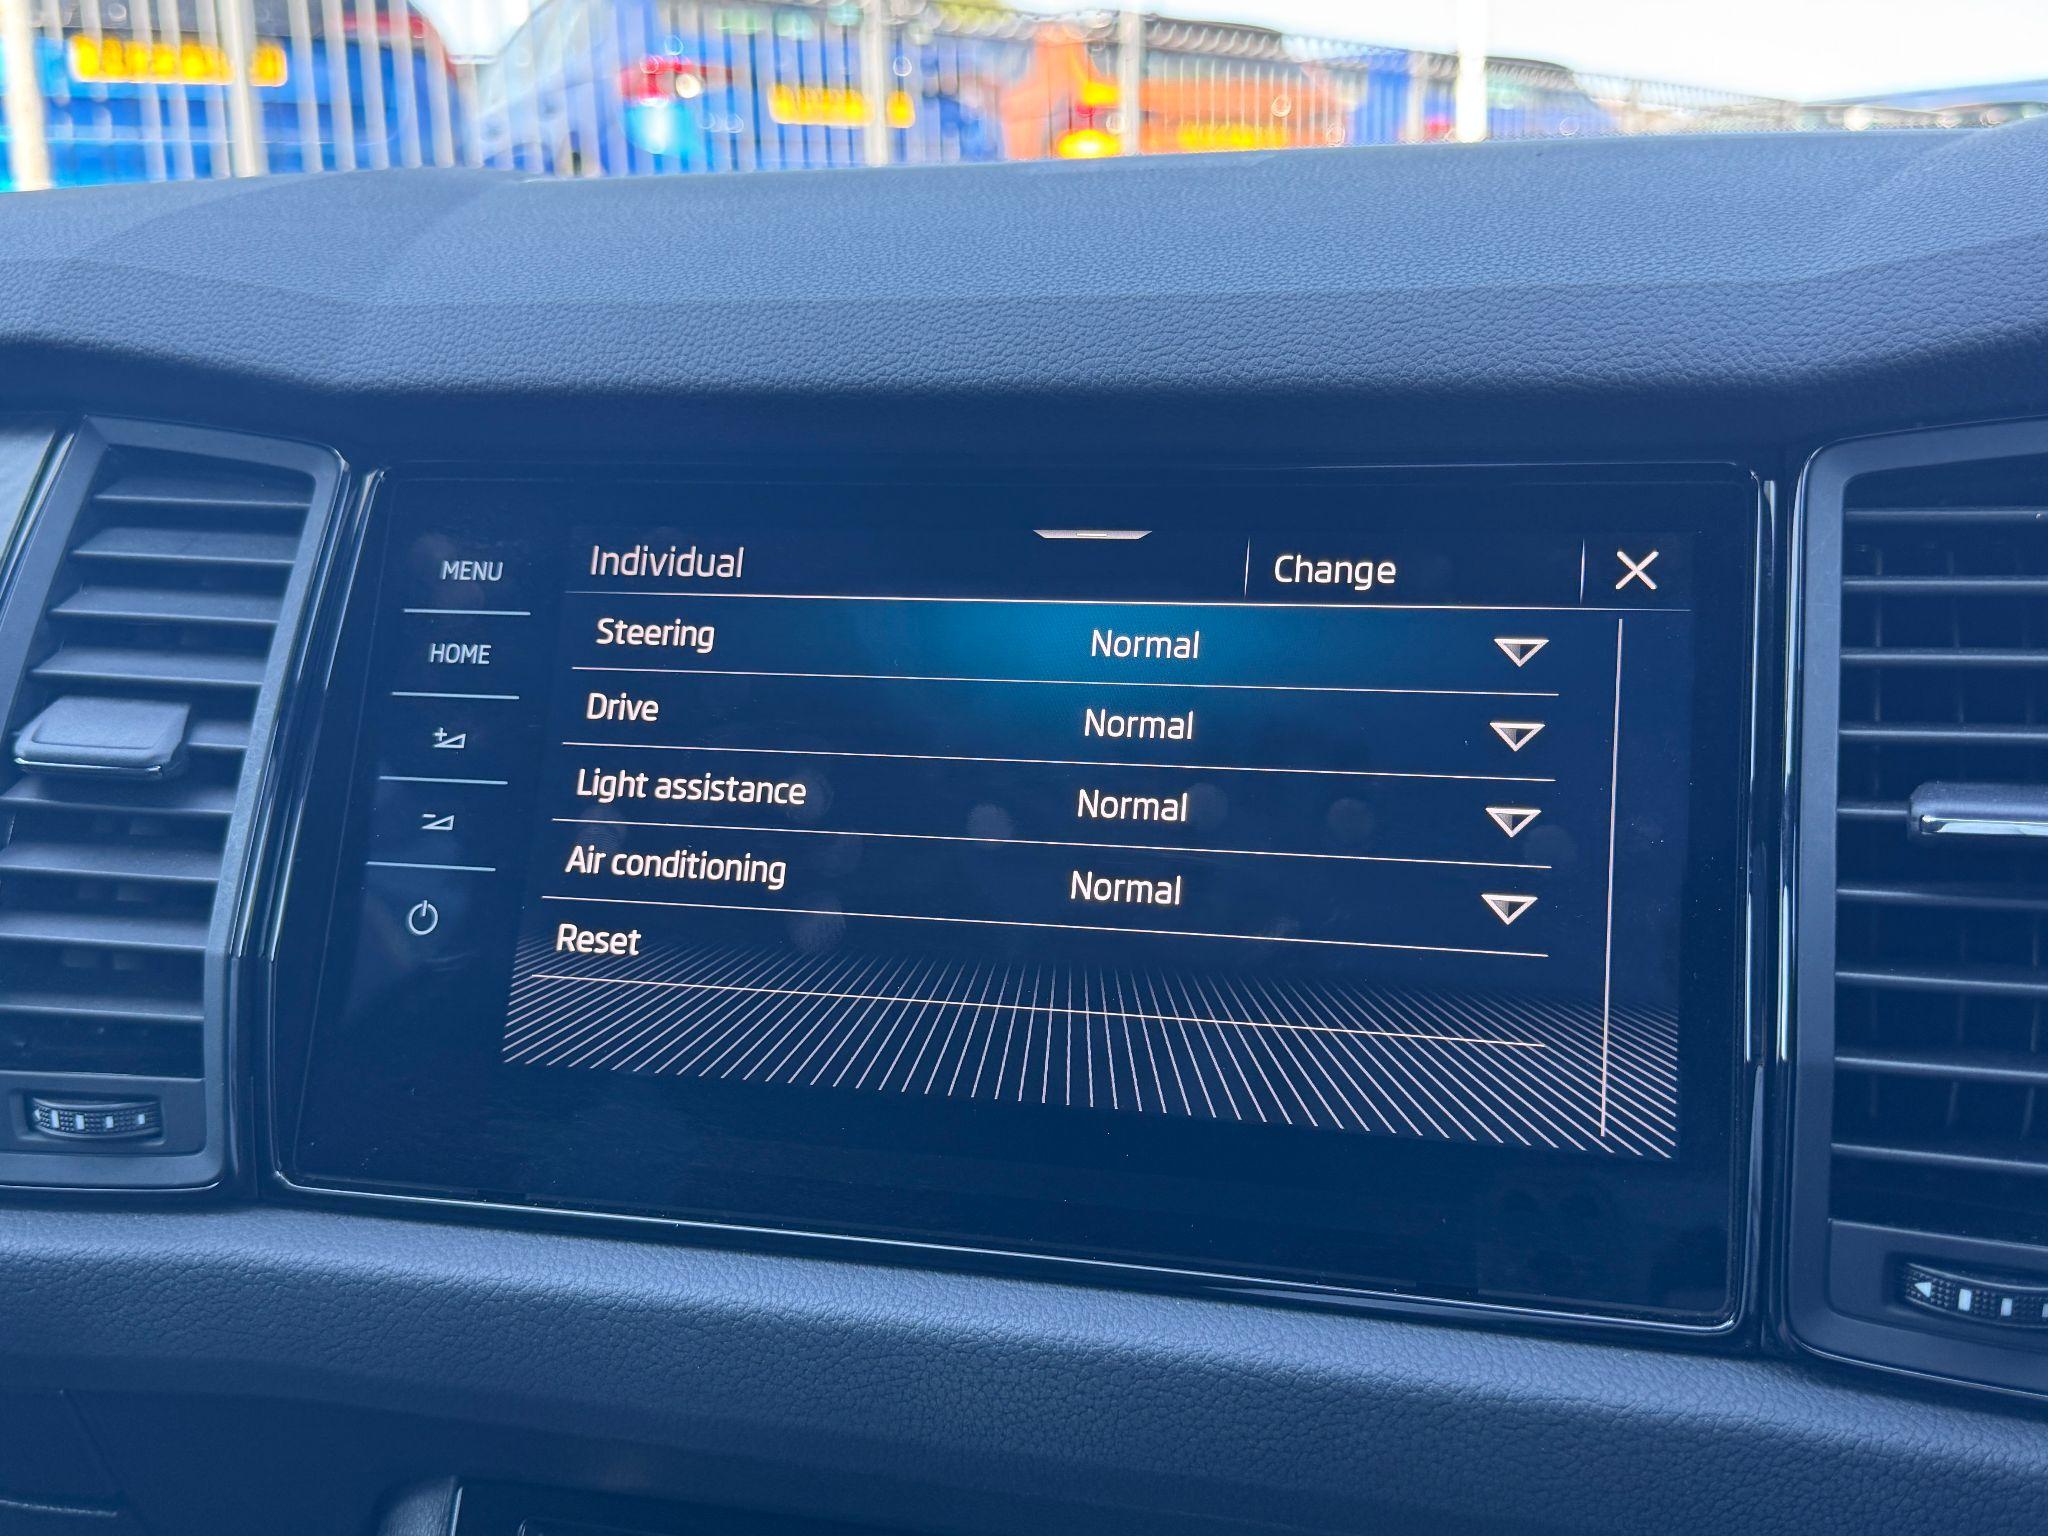 MENU
HOME
Individual
Change
Steering Normal
Drive Normal
Light assistance Normal
Air conditioning Normal
Reset